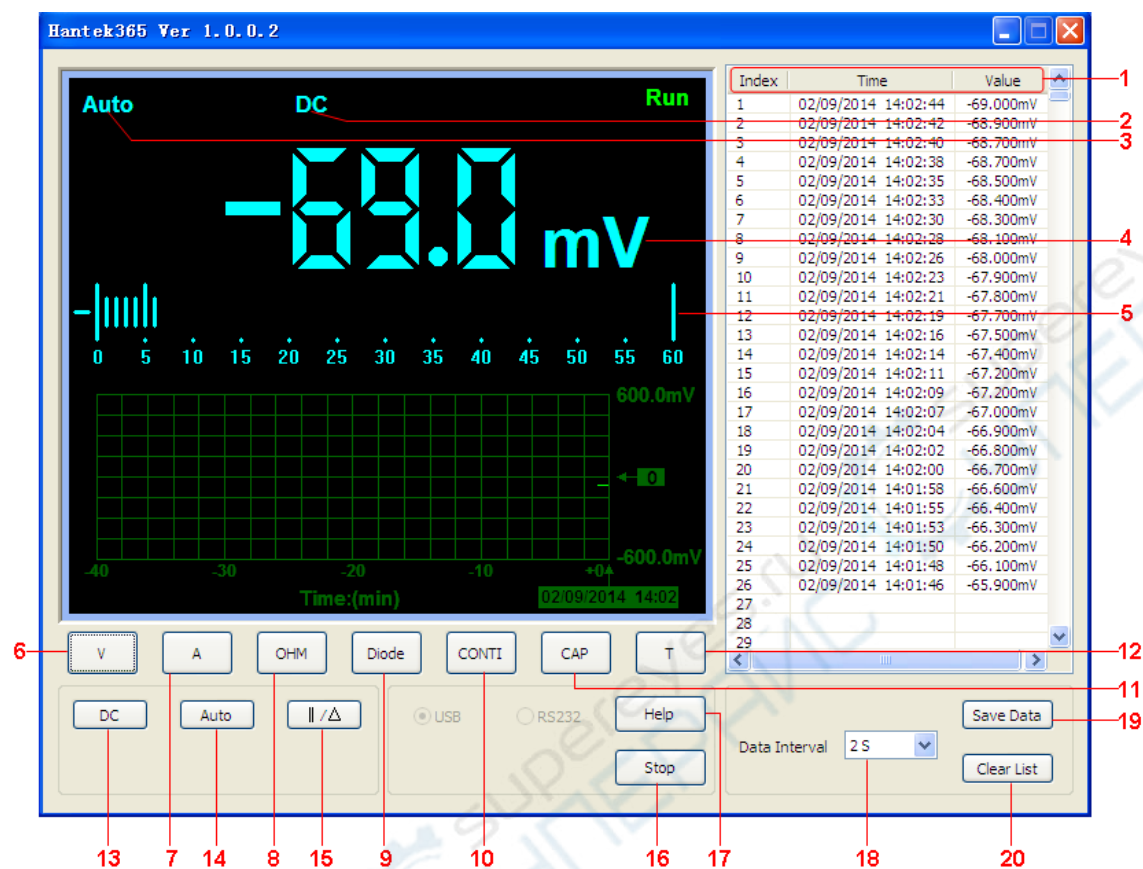 Hantek365 Ver 1.0.0.2
Auto DC Run
-69.0 mV
0 5 10 15 20 25 30 35 40 45 50 55 60
600.0mV
0
-600.0mV
-40 -30 -20 -10 +0
Time:(min) 02/09/2014 14:02
Index Time Value
1 02/09/2014 14:02:44 -69.000mV
2 02/09/2014 14:02:42 -68.900mV
3 02/09/2014 14:02:40 -68.700mV
4 02/09/2014 14:02:38 -68.700mV
5 02/09/2014 14:02:35 -68.500mV
6 02/09/2014 14:02:33 -68.400mV
7 02/09/2014 14:02:30 -68.300mV
8 02/09/2014 14:02:28 -68.100mV
9 02/09/2014 14:02:26 -68.000mV
10 02/09/2014 14:02:23 -67.900mV
11 02/09/2014 14:02:21 -67.800mV
12 02/09/2014 14:02:19 -67.700mV
13 02/09/2014 14:02:16 -67.500mV
14 02/09/2014 14:02:14 -67.400mV
15 02/09/2014 14:02:11 -67.200mV
16 02/09/2014 14:02:09 -67.200mV
17 02/09/2014 14:02:07 -67.000mV
18 02/09/2014 14:02:04 -66.900mV
19 02/09/2014 14:02:02 -66.800mV
20 02/09/2014 14:02:00 -66.700mV
21 02/09/2014 14:01:58 -66.600mV
22 02/09/2014 14:01:55 -66.400mV
23 02/09/2014 14:01:53 -66.300mV
24 02/09/2014 14:01:50 -66.200mV
25 02/09/2014 14:01:48 -66.100mV
26 02/09/2014 14:01:46 -65.900mV
27
28
29
1
2
3
4
5
6 V A OHM Diode CONTI CAP T 12
11
DC Auto ‖/△ USB RS232 Help
Stop
Data Interval 2 S
Save Data 19
Clear List
13 7 14 8 15 9 10 16 17 18 20
supereyes.ru